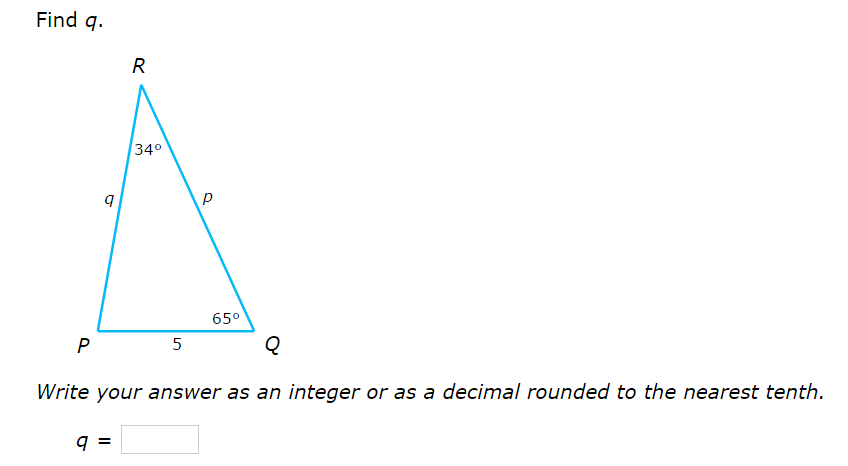 Find q.
R
34°
q
p
65°
P
5
Q
Write your answer as an integer or as a decimal rounded to the nearest tenth.
q =